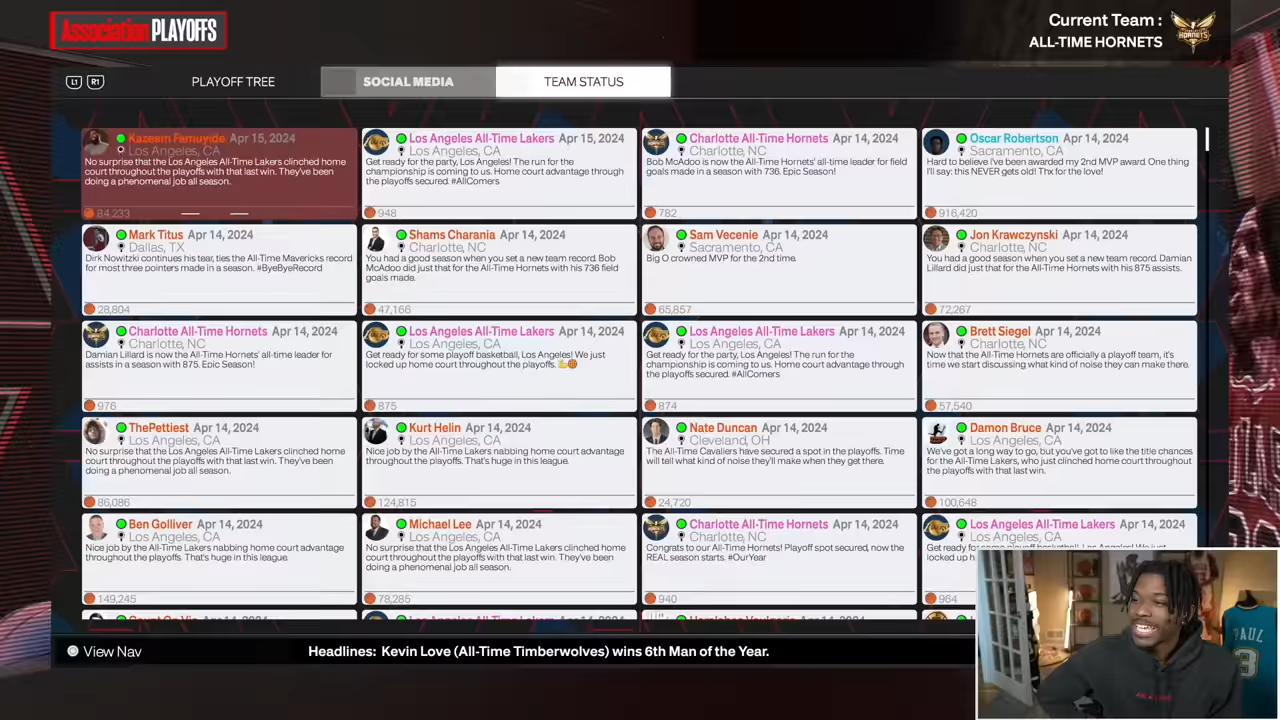 Association PLAYOFFS
Current Team :
ALL-TIME HORNETS
HORNETS
L1 R1
PLAYOFF TREE
SOCIAL MEDIA
TEAM STATUS
Kazeem Famuyide Apr 15, 2024
Los Angeles, CA
No surprise that the Los Angeles All-Time Lakers clinched home
court throughout the playoffs with that last win. They've been
doing a phenomenal job all season.
84,233
Los Angeles All-Time Lakers Apr 15, 2024
Los Angeles, CA
Get ready for the party, Los Angeles! The run for the
championship is coming to us. Home court advantage through
the playoffs secured. #AllComers
948
Charlotte All-Time Hornets Apr 14, 2024
Charlotte, NC
Bob McAdoo is now the All-Time Hornets' all-time leader for field
goals made in a season with 736. Epic Season!
782
Oscar Robertson Apr 14, 2024
Sacramento, CA
Hard to believe i've been awarded my 2nd MVP award. One thing
I'll say: this NEVER gets old! Thx for the love!
916,420
Mark Titus Apr 14, 2024
Dallas, TX
Dirk Nowitzki continues his tear, ties the All-Time Mavericks record
for most three pointers made in a season. #ByeByeRecord
28,804
Shams Charania Apr 14, 2024
Charlotte, NC
You had a good season when you set a new team record. Bob
McAdoo did just that for the All-Time Hornets with his 736 field
goals made.
47,166
Sam Vecenie Apr 14, 2024
Sacramento, CA
Big O crowned MVP for the 2nd time.
65,857
Jon Krawczynski Apr 14, 2024
Charlotte, NC
You had a good season when you set a new team record. Damian
Lillard did just that for the All-Time Hornets with his 875 assists.
72,267
Charlotte All-Time Hornets Apr 14, 2024
Charlotte, NC
Damian Lillard is now the All-Time Hornets' all-time leader for
assists in a season with 875. Epic Season!
976
Los Angeles All-Time Lakers Apr 14, 2024
Los Angeles, CA
Get ready for some playoff basketball, Los Angeles! We just
locked up home court throughout the playoffs. 💪🏀
875
Los Angeles All-Time Lakers Apr 14, 2024
Los Angeles, CA
Get ready for the party, Los Angeles! The run for the
championship is coming to us. Home court advantage through
the playoffs secured. #AllComers
874
Brett Siegel Apr 14, 2024
Charlotte, NC
Now that the All-Time Hornets are officially a playoff team, it's
time we start discussing what kind of noise they can make there.
57,540
ThePettiest Apr 14, 2024
Los Angeles, CA
No surprise that the Los Angeles All-Time Lakers clinched home
court throughout the playoffs with that last win. They've been
doing a phenomenal job all season.
86,086
Kurt Helin Apr 14, 2024
Los Angeles, CA
Nice job by the All-Time Lakers nabbing home court advantage
throughout the playoffs. That's huge in this league.
124,815
Nate Duncan Apr 14, 2024
Cleveland, OH
The All-Time Cavaliers have secured a spot in the playoffs. Time
will tell what kind of noise they'll make when they get there.
24,720
Damon Bruce Apr 14, 2024
Los Angeles, CA
We've got a long way to go, but you've got to like the title chances
for the All-Time Lakers, who just clinched home court throughout
the playoffs with that last win.
100,648
Ben Golliver Apr 14, 2024
Los Angeles, CA
Nice job by the All-Time Lakers nabbing home court advantage
throughout the playoffs. That's huge in this league.
149,245
Michael Lee Apr 14, 2024
Los Angeles, CA
No surprise that the Los Angeles All-Time Lakers clinched home
court throughout the playoffs with that last win. They've been
doing a phenomenal job all season.
78,285
Charlotte All-Time Hornets Apr 14, 2024
Charlotte, NC
Congrats to our All-Time Hornets! Playoff spot secured, now the
REAL season starts. #OurYear
940
Los Angeles All-Time Lakers Apr 14, 2024
Los Angeles, CA
Get ready for some playoff basketball, Los Angeles! We just
locked up h
964
View Nav
Headlines: Kevin Love (All-Time Timberwolves) wins 6th Man of the Year.
PAUL
3